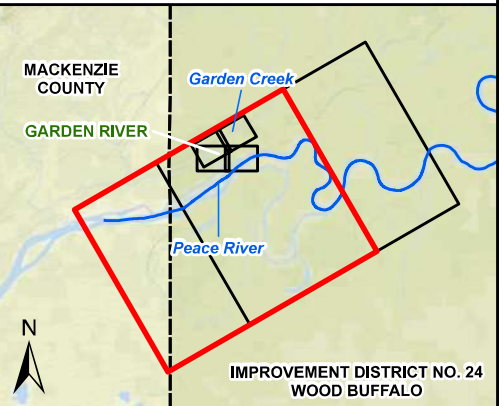 MACKENZIE
COUNTY
Garden Creek
GARDEN RIVER
Peace River
N
IMPROVEMENT DISTRICT NO. 24
WOOD BUFFALO